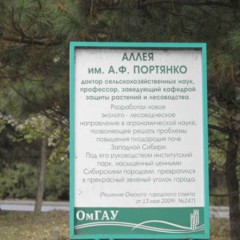 АЛЛЕЯ
им. А.Ф. ПОРТЯНКО
доктор сельскохозяйственных наук,
профессор, заведующий кафедрой
защиты растений и лесоводства.
Разработал новое
эколого - лесоводческое
направление в агрономической науке,
позволяющее решать проблемы
повышения плодородия почв
Западной Сибири.
Под его руководством институтский
парк, насыщенный ценными
Сибирскими породами, превратился
в прекрасный зеленый уголок города.
(Решение Омского городского совета
от 13 мая 2009г. №247)
ОмГАУ